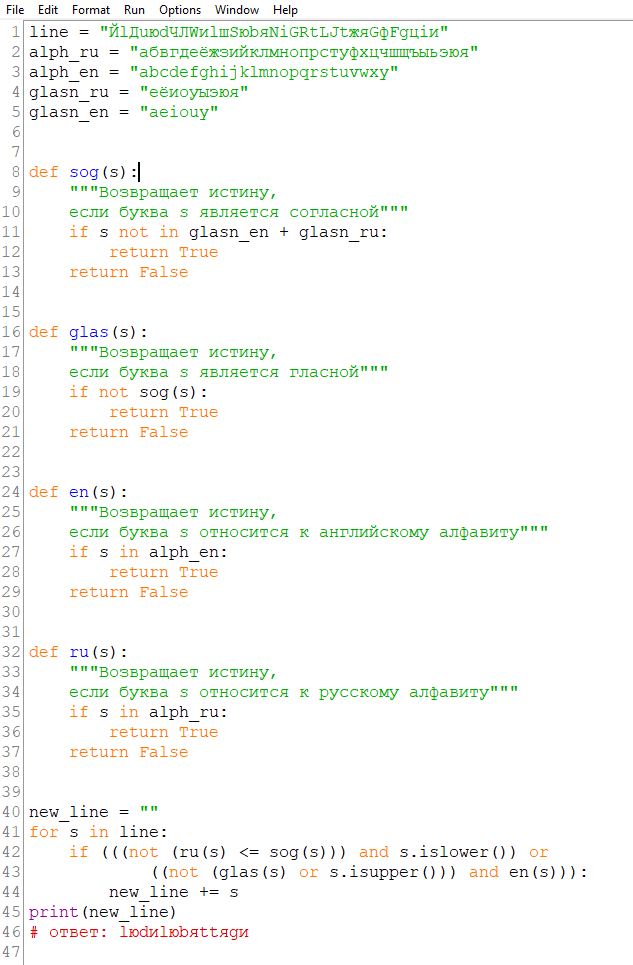 File Edit Format Run Options Window Help
1 line = "ЙlДuюdЧЛWиlшSюbяNiGRtLJtжяGфFgцiи"
2 alph_ru = "абвгдеёжзийклмнопрстуфхцчшщъыьэюя"
3 alph_en = "abcdefghijklmnopqrstuvwxy"
4 glasn_ru = "еёиоуыэюя"
5 glasn_en = "aeiouy"
6
7
8 def sog(s):
9     """Возвращает истину,
10     если буква s является согласной"""
11     if s not in glasn_en + glasn_ru:
12         return True
13     return False
14
15
16 def glas(s):
17     """Возвращает истину,
18     если буква s является гласной"""
19     if not sog(s):
20         return True
21     return False
22
23
24 def en(s):
25     """Возвращает истину,
26     если буква s относится к английскому алфавиту"""
27     if s in alph_en:
28         return True
29     return False
30
31
32 def ru(s):
33     """Возвращает истину,
34     если буква s относится к русскому алфавиту"""
35     if s in alph_ru:
36         return True
37     return False
38
39
40 new_line = ""
41 for s in line:
42     if (((not (ru(s) <= sog(s))) and s.islower()) or
43             ((not (glas(s) or s.isupper())) and en(s))):
44         new_line += s
45 print(new_line)
46 # ответ: lюdиlюbяttяgи
47